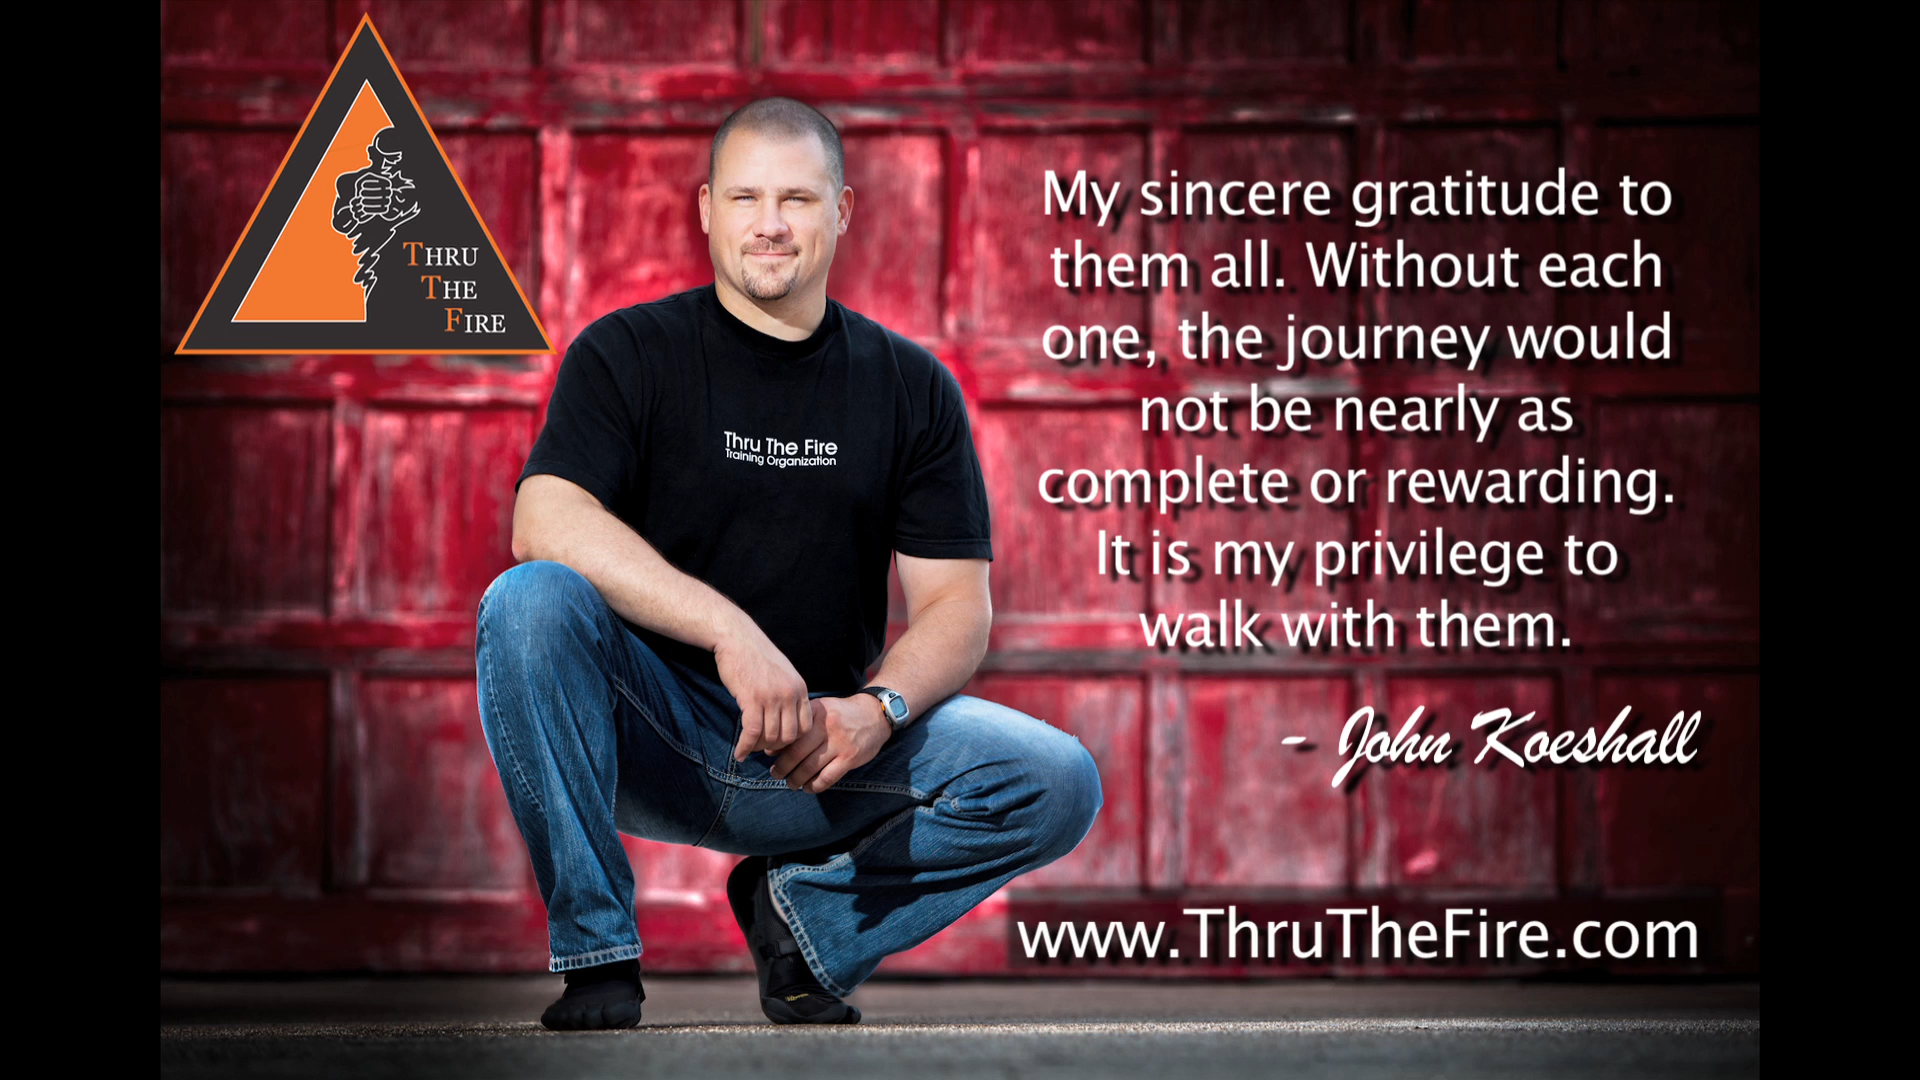 THRU
THE
FIRE
Thru The Fire
Training Organization
My sincere gratitude to
them all. Without each
one, the journey would
not be nearly as
complete or rewarding.
It is my privilege to
walk with them.
- John Koeshall
www.ThruTheFire.com